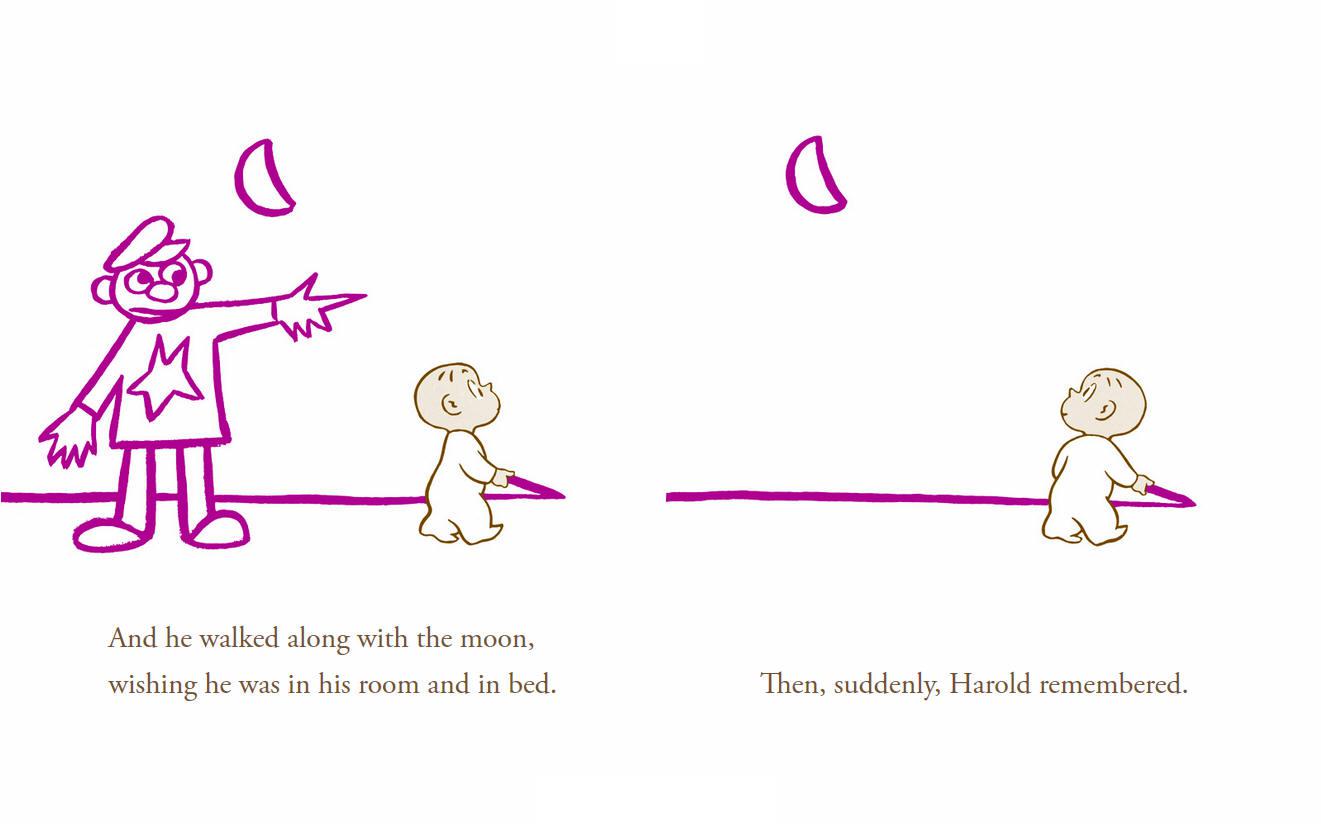 And he walked along with the moon,
wishing he was in his room and in bed.
Then, suddenly, Harold remembered.